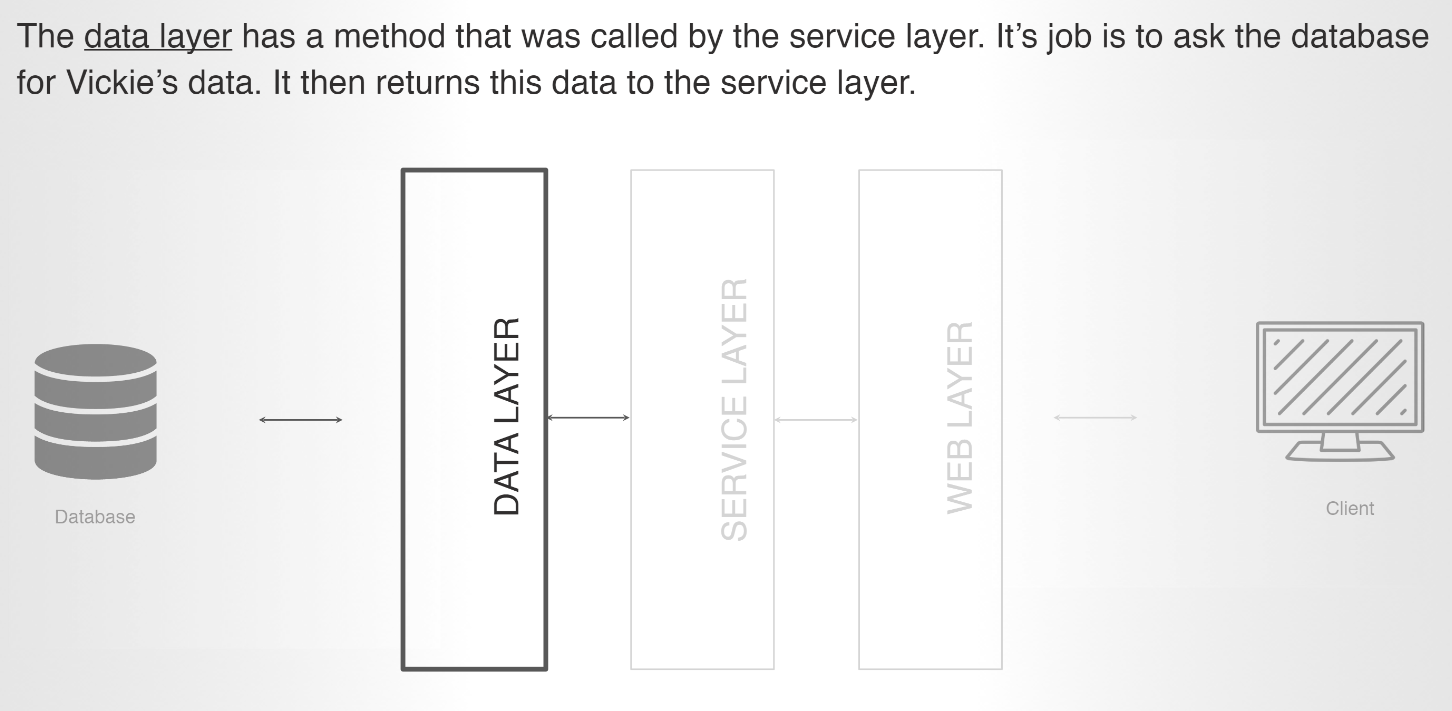 The data layer has a method that was called by the service layer. It’s job is to ask the database
for Vickie’s data. It then returns this data to the service layer.
Database
DATA LAYER
SERVICE LAYER
WEB LAYER
Client